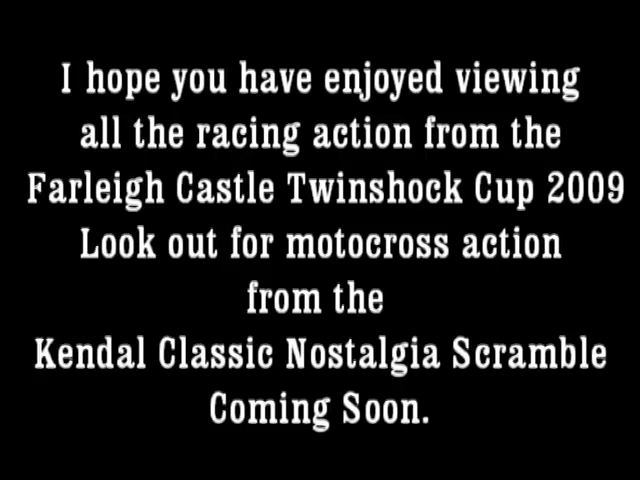 I hope you have enjoyed viewing
all the racing action from the
Farleigh Castle Twinshock Cup 2009
Look out for motocross action
from the
Kendal Classic Nostalgia Scramble
Coming Soon.